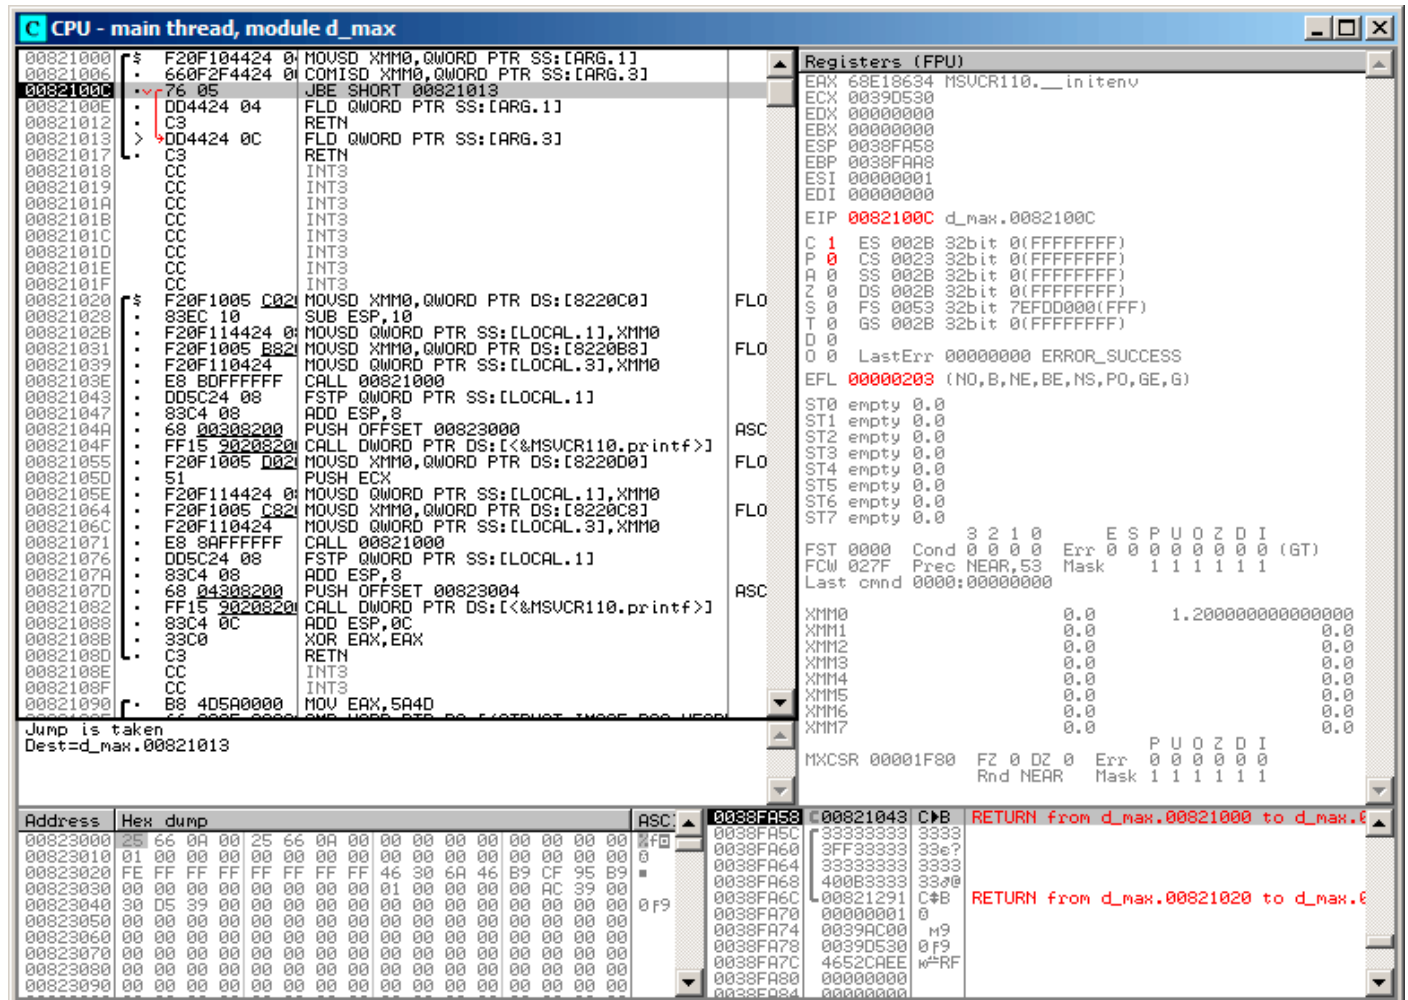 CPU - main thread, module d_max
00821000 $ F20F104424 0 MOVSD XMM0,QWORD PTR SS:[ARG.1]
00821006 . 660F2F4424 0 COMISD XMM0,QWORD PTR SS:[ARG.3]
0082100C . 76 05 JBE SHORT 00821013
0082100E . DD4424 04 FLD QWORD PTR SS:[ARG.1]
00821012 . C3 RETN
00821013 > DD4424 0C FLD QWORD PTR SS:[ARG.3]
00821017 . C3 RETN
00821018 CC INT3
00821019 CC INT3
0082101A CC INT3
0082101B CC INT3
0082101C CC INT3
0082101D CC INT3
0082101E CC INT3
0082101F CC INT3
00821020 $ F20F1005 C02 MOVSD XMM0,QWORD PTR DS:[8220C0] FLO
00821028 . 83EC 10 SUB ESP,10
0082102B . F20F114424 0 MOVSD QWORD PTR SS:[LOCAL.1],XMM0
00821031 . F20F1005 B82 MOVSD XMM0,QWORD PTR DS:[8220B8] FLO
00821039 . F20F110424 MOVSD QWORD PTR SS:[LOCAL.3],XMM0
0082103E . E8 BDFFFFFF CALL 00821000
00821043 . DD5C24 08 FSTP QWORD PTR SS:[LOCAL.1]
00821047 . 83C4 08 ADD ESP,8
0082104A . 68 00308200 PUSH OFFSET 00823000 ASC
0082104F . FF15 90208200 CALL DWORD PTR DS:[<&MSVCR110.printf>]
00821055 . F20F1005 D02 MOVSD XMM0,QWORD PTR DS:[8220D0] FLO
0082105D . 51 PUSH ECX
0082105E . F20F114424 0 MOVSD QWORD PTR SS:[LOCAL.1],XMM0
00821064 . F20F1005 C82 MOVSD XMM0,QWORD PTR DS:[8220C8] FLO
0082106C . F20F110424 MOVSD QWORD PTR SS:[LOCAL.3],XMM0
00821071 . E8 8AFFFFFF CALL 00821000
00821076 . DD5C24 08 FSTP QWORD PTR SS:[LOCAL.1]
0082107A . 83C4 08 ADD ESP,8
0082107D . 68 04308200 PUSH OFFSET 00823004 ASC
00821082 . FF15 90208200 CALL DWORD PTR DS:[<&MSVCR110.printf>]
00821088 . 83C4 0C ADD ESP,0C
0082108B . 33C0 XOR EAX,EAX
0082108D . C3 RETN
0082108E CC INT3
0082108F CC INT3
00821090 . B8 4D5A0000 MOV EAX,5A4D
Jump is taken
Dest=d_max.00821013
Registers (FPU)
EAX 68E18634 MSVCR110.__initenv
ECX 0039D530
EDX 00000000
EBX 00000000
ESP 0038FA58
EBP 0038FAA8
ESI 00000001
EDI 00000000
EIP 0082100C d_max.0082100C
C 1 ES 002B 32bit 0(FFFFFFFF)
P 0 CS 0023 32bit 0(FFFFFFFF)
A 0 SS 002B 32bit 0(FFFFFFFF)
Z 0 DS 002B 32bit 0(FFFFFFFF)
S 0 FS 0053 32bit 7EFDD000(FFF)
T 0 GS 002B 32bit 0(FFFFFFFF)
D 0
O 0 LastErr 00000000 ERROR_SUCCESS
EFL 00000203 (NO,B,NE,BE,NS,PO,GE,G)
ST0 empty 0.0
ST1 empty 0.0
ST2 empty 0.0
ST3 empty 0.0
ST4 empty 0.0
ST5 empty 0.0
ST6 empty 0.0
ST7 empty 0.0
3 2 1 0 E S P U O Z D I
FST 0000 Cond 0 0 0 0 Err 0 0 0 0 0 0 0 0 (GT)
FCW 027F Prec NEAR,53 Mask 1 1 1 1 1 1
Last cmnd 0000:00000000
XMM0 0.0 1.200000000000000
XMM1 0.0 0.0
XMM2 0.0 0.0
XMM3 0.0 0.0
XMM4 0.0 0.0
XMM5 0.0 0.0
XMM6 0.0 0.0
XMM7 0.0 0.0
P U O Z D I
MXCSR 00001F80 FZ 0 DZ 0 Err 0 0 0 0 0 0
Rnd NEAR Mask 1 1 1 1 1 1
Address Hex dump ASC
00823000 25 66 0A 00 25 66 0A 00 00 00 00 00 00 00 00 00 %f
00823010 01 00 00 00 00 00 00 00 00 00 00 00 00 00 00 00
00823020 FE FF FF FF FF FF FF FF 46 30 6A 46 B9 CF 95 B9
00823030 00 00 00 00 00 00 00 00 01 00 00 00 00 AC 39 00
00823040 30 D5 39 00 00 00 00 00 00 00 00 00 00 00 00 00
00823050 00 00 00 00 00 00 00 00 00 00 00 00 00 00 00 00
00823060 00 00 00 00 00 00 00 00 00 00 00 00 00 00 00 00
00823070 00 00 00 00 00 00 00 00 00 00 00 00 00 00 00 00
00823080 00 00 00 00 00 00 00 00 00 00 00 00 00 00 00 00
00823090 00 00 00 00 00 00 00 00 00 00 00 00 00 00 00 00
0038FA58 00821043 RETURN from d_max.00821000 to d_max.0
0038FA5C 33333333 3333
0038FA60 3FF33333
0038FA64 33333333 3333
0038FA68 400B3333
0038FA6C 00821291 RETURN from d_max.00821020 to d_max.0
0038FA70 00000001
0038FA74 0039AC00
0038FA78 0039D530
0038FA7C 4652CAEE
0038FA80 00000000
0038FA84 00000000